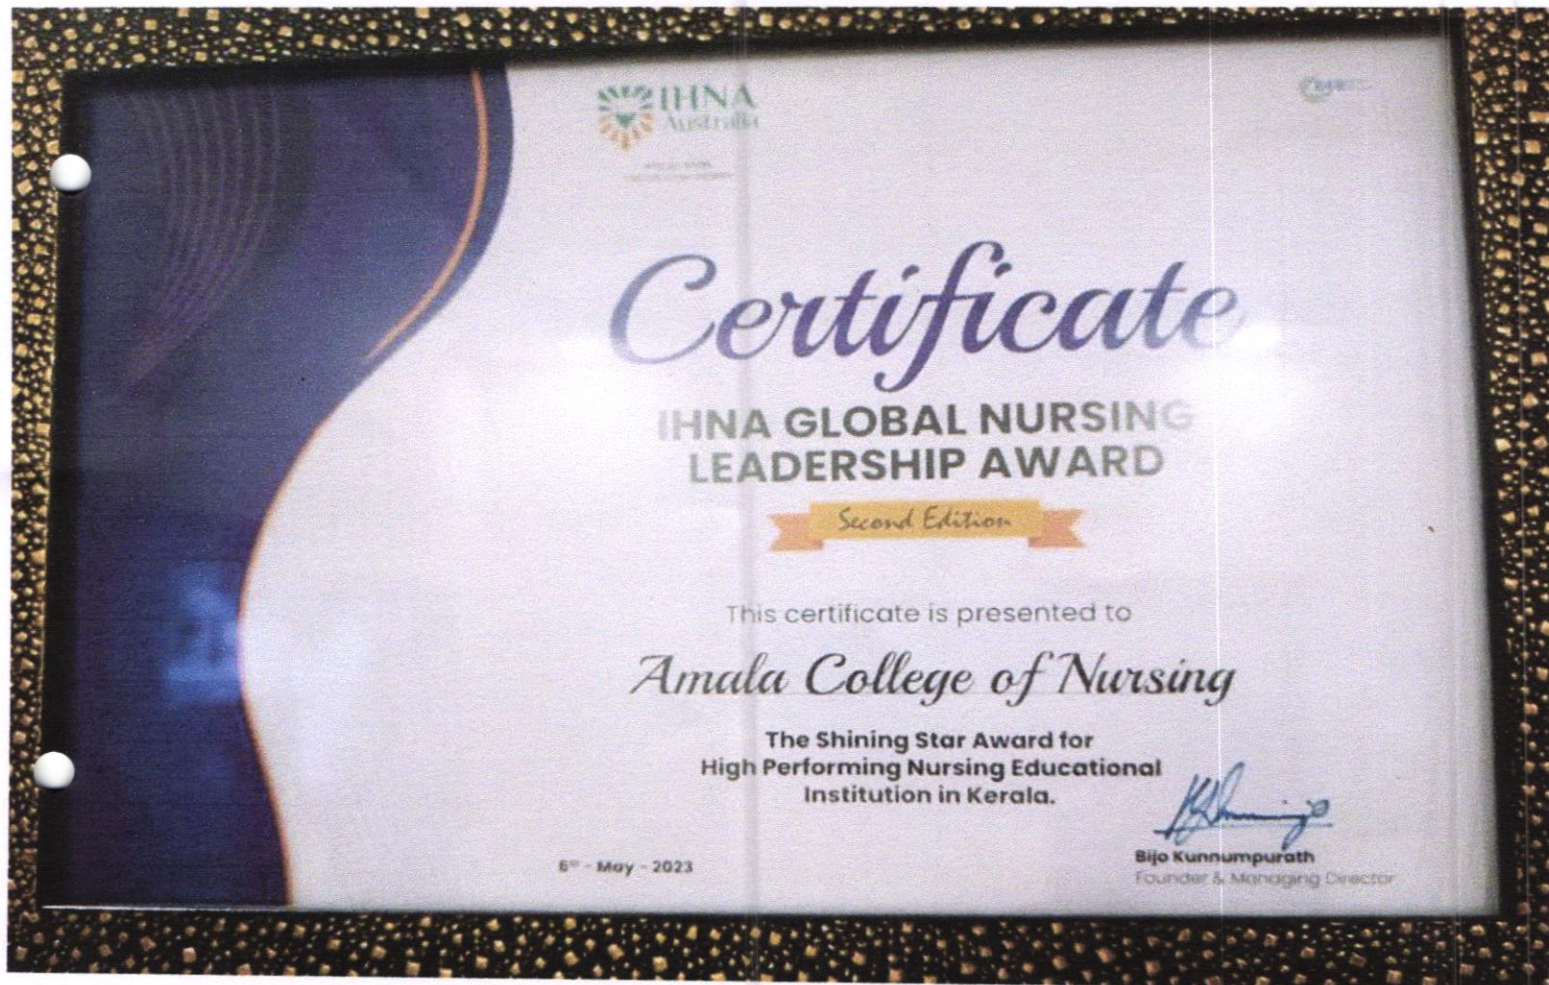 IHNA
Australia
Certificate
IHNA GLOBAL NURSING
LEADERSHIP AWARD
Second Edition
This certificate is presented to
Amala College of Nursing
The Shining Star Award for
High Performing Nursing Educational
Institution in Kerala.
6th - May - 2023
Bijo Kunnumpurath
Founder & Managing Director